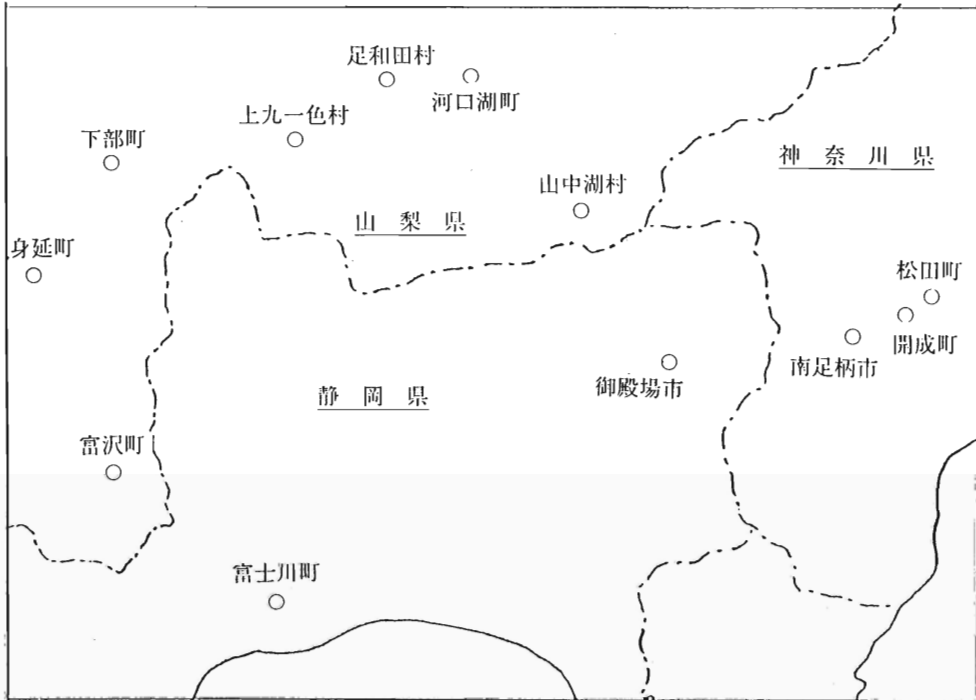 足和田村
河口湖町
上九一色村
下部町
神奈川県
山中湖村
山梨県
身延町
松田町
開成町
南足柄市
御殿場市
静岡県
富沢町
富士川町